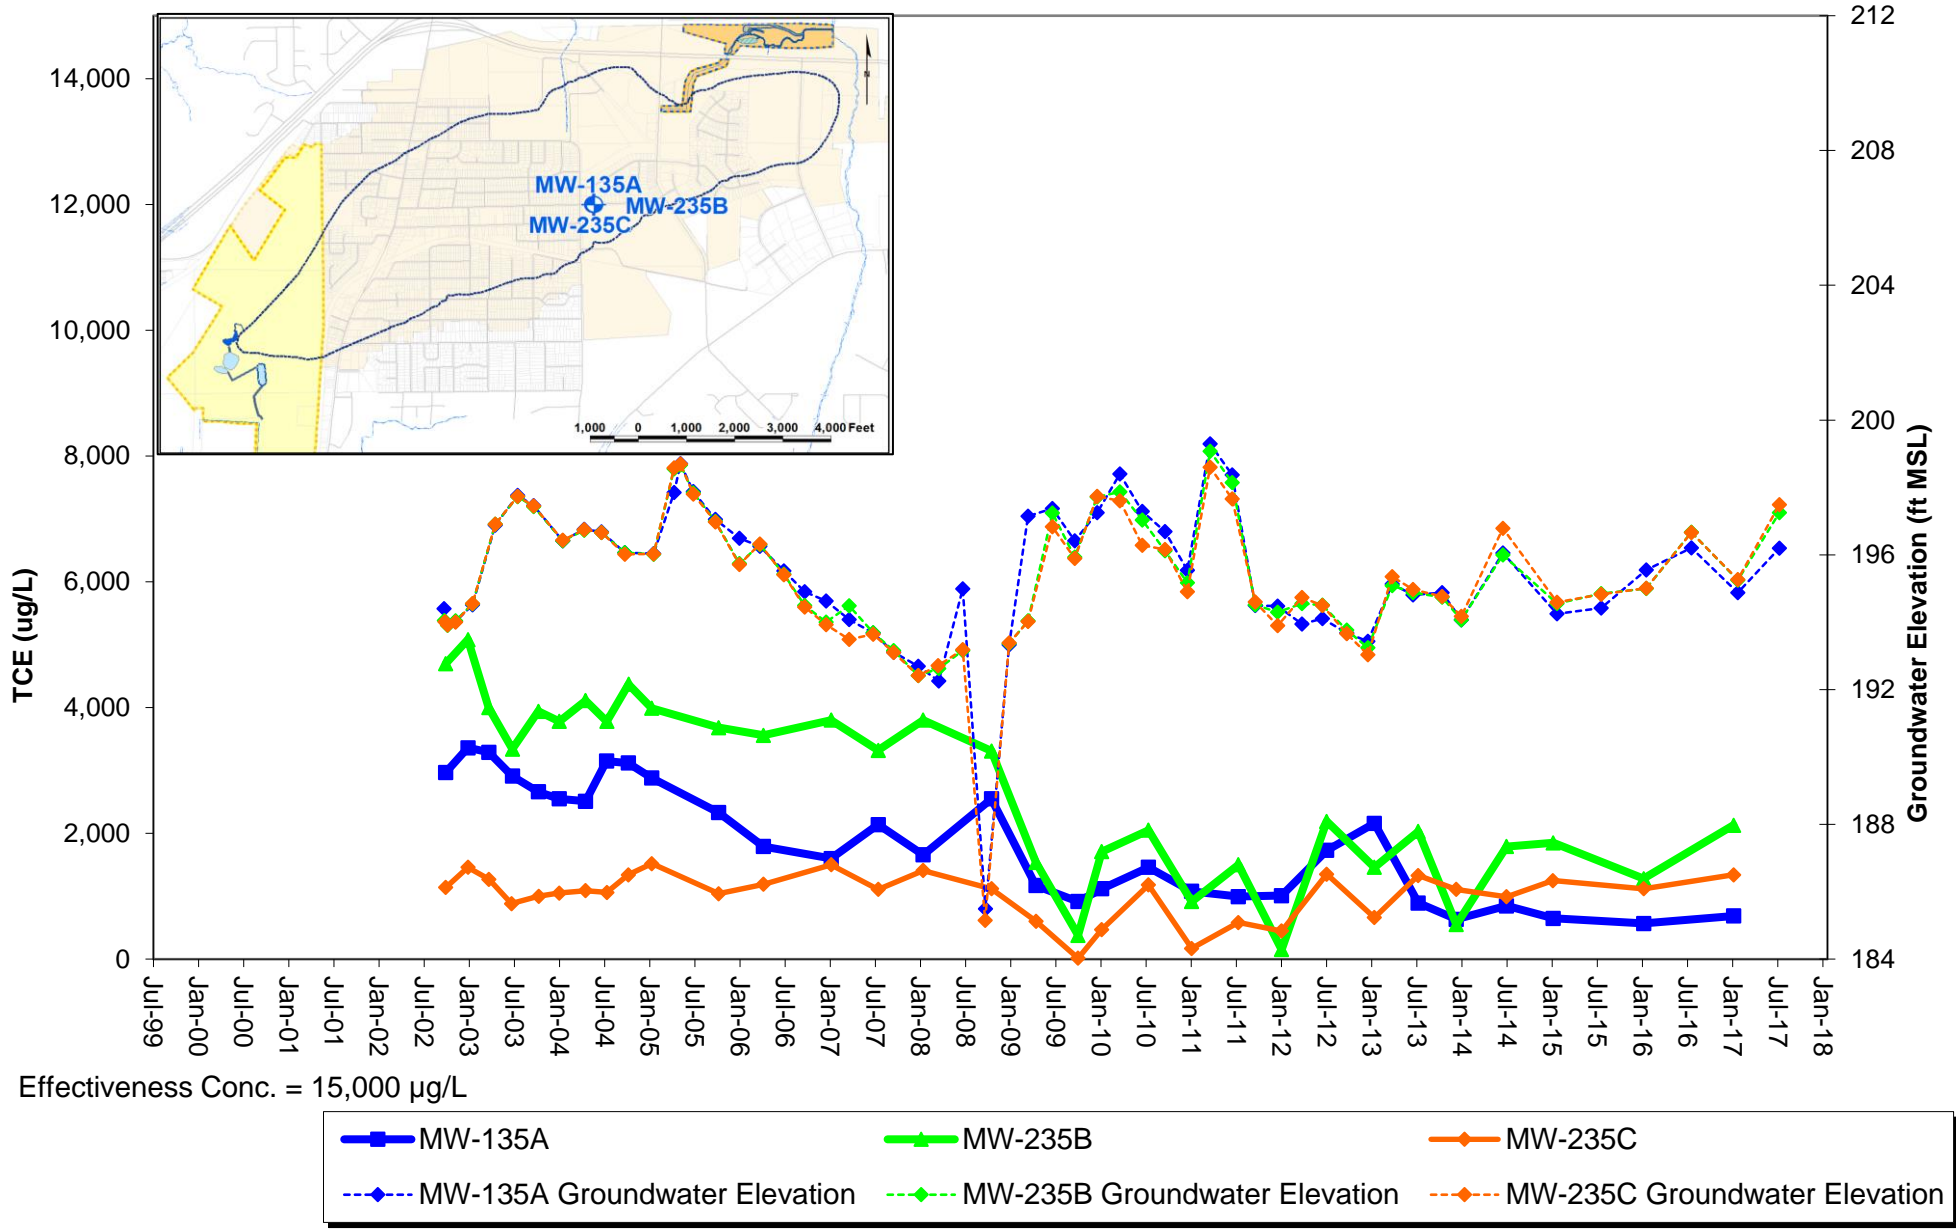 212
14,000
208
12,000
204
10,000
200
8,000
196
6,000
192
4,000
188
2,000
184
0
TCE (ug/L)
Groundwater Elevation (ft MSL)
N
MW-135A
MW-235B
MW-235C
1,000 0 1,000 2,000 3,000 4,000 Feet
Jul-99 Jan-00 Jul-00 Jan-01 Jul-01 Jan-02 Jul-02 Jan-03 Jul-03 Jan-04 Jul-04 Jan-05 Jul-05 Jan-06 Jul-06 Jan-07 Jul-07 Jan-08 Jul-08 Jan-09 Jul-09 Jan-10 Jul-10 Jan-11 Jul-11 Jan-12 Jul-12 Jan-13 Jul-13 Jan-14 Jul-14 Jan-15 Jul-15 Jan-16 Jul-16 Jan-17 Jul-17 Jan-18
Effectiveness Conc. = 15,000 µg/L
MW-135A MW-235B MW-235C
MW-135A Groundwater Elevation MW-235B Groundwater Elevation MW-235C Groundwater Elevation